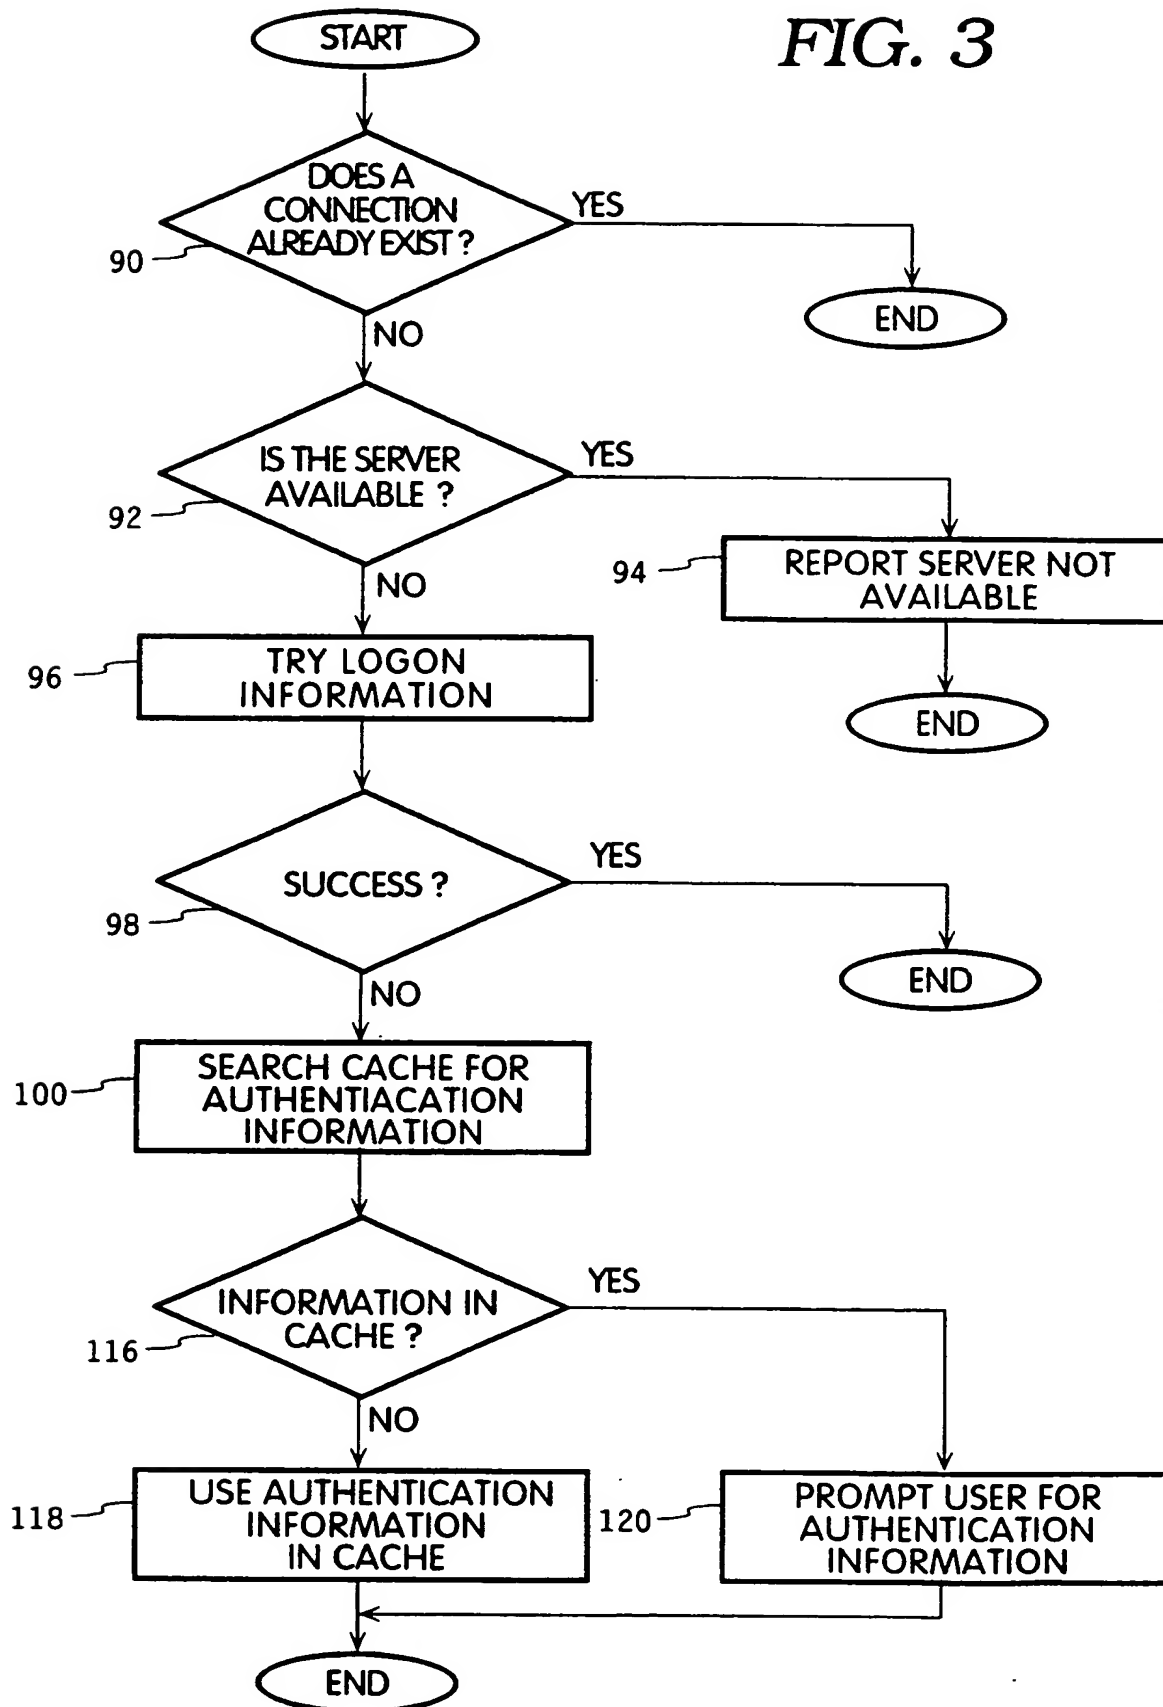 START
FIG. 3
DOES A
CONNECTION
ALREADY EXIST ?
90
YES
END
NO
IS THE SERVER
AVAILABLE ?
92
YES
94
REPORT SERVER NOT
AVAILABLE
END
NO
96
TRY LOGON
INFORMATION
SUCCESS ?
98
YES
END
NO
100
SEARCH CACHE FOR
AUTHENTIACATION
INFORMATION
INFORMATION IN
CACHE ?
116
YES
NO
118
USE AUTHENTICATION
INFORMATION
IN CACHE
120
PROMPT USER FOR
AUTHENTICATION
INFORMATION
END